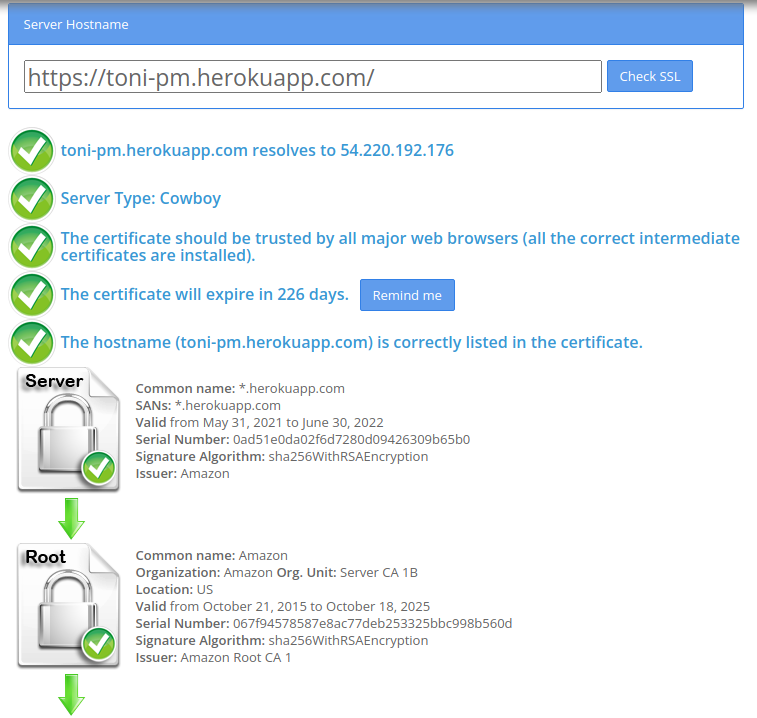 Server Hostname
https://toni-pm.herokuapp.com/
Check SSL
toni-pm.herokuapp.com resolves to 54.220.192.176
Server Type: Cowboy
The certificate should be trusted by all major web browsers (all the correct intermediate
certificates are installed).
The certificate will expire in 226 days.
Remind me
The hostname (toni-pm.herokuapp.com) is correctly listed in the certificate.
Server
Common name: *.herokuapp.com
SANs: *.herokuapp.com
Valid from May 31, 2021 to June 30, 2022
Serial Number: 0ad51e0da02f6d7280d09426309b65b0
Signature Algorithm: sha256WithRSAEncryption
Issuer: Amazon
Root
Common name: Amazon
Organization: Amazon Org. Unit: Server CA 1B
Location: US
Valid from October 21, 2015 to October 18, 2025
Serial Number: 067f94578587e8ac77deb253325bbc998b560d
Signature Algorithm: sha256WithRSAEncryption
Issuer: Amazon Root CA 1